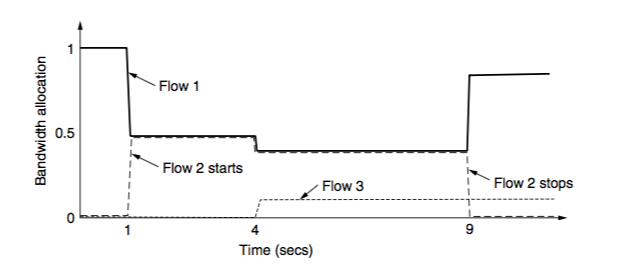 Bandwidth allocation
1
0.5
0
Flow 1
Flow 2 starts
Flow 3
Flow 2 stops
1
4
9
Time (secs)